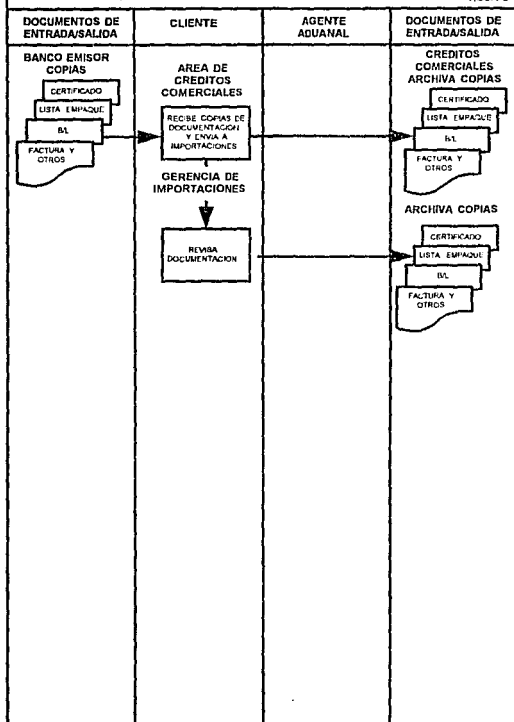 DOCUMENTOS DE
ENTRADA/SALIDA
CLIENTE
AGENTE
ADUANAL
DOCUMENTOS DE
ENTRADA/SALIDA
BANCO EMISOR
COPIAS
CERTIFICADO
LISTA EMPAQUE
B/L
FACTURA Y
OTROS
AREA DE
CREDITOS
COMERCIALES
RECIBE COPIAS DE
DOCUMENTACION
Y ENVIA A
IMPORTACIONES
GERENCIA DE
IMPORTACIONES
REVISA
DOCUMENTACION
CREDITOS
COMERCIALES
ARCHIVA COPIAS
CERTIFICADO
LISTA EMPAQUE
B/L
FACTURA Y
OTROS
ARCHIVA COPIAS
CERTIFICADO
LISTA EMPAQUE
B/L
FACTURA Y
OTROS